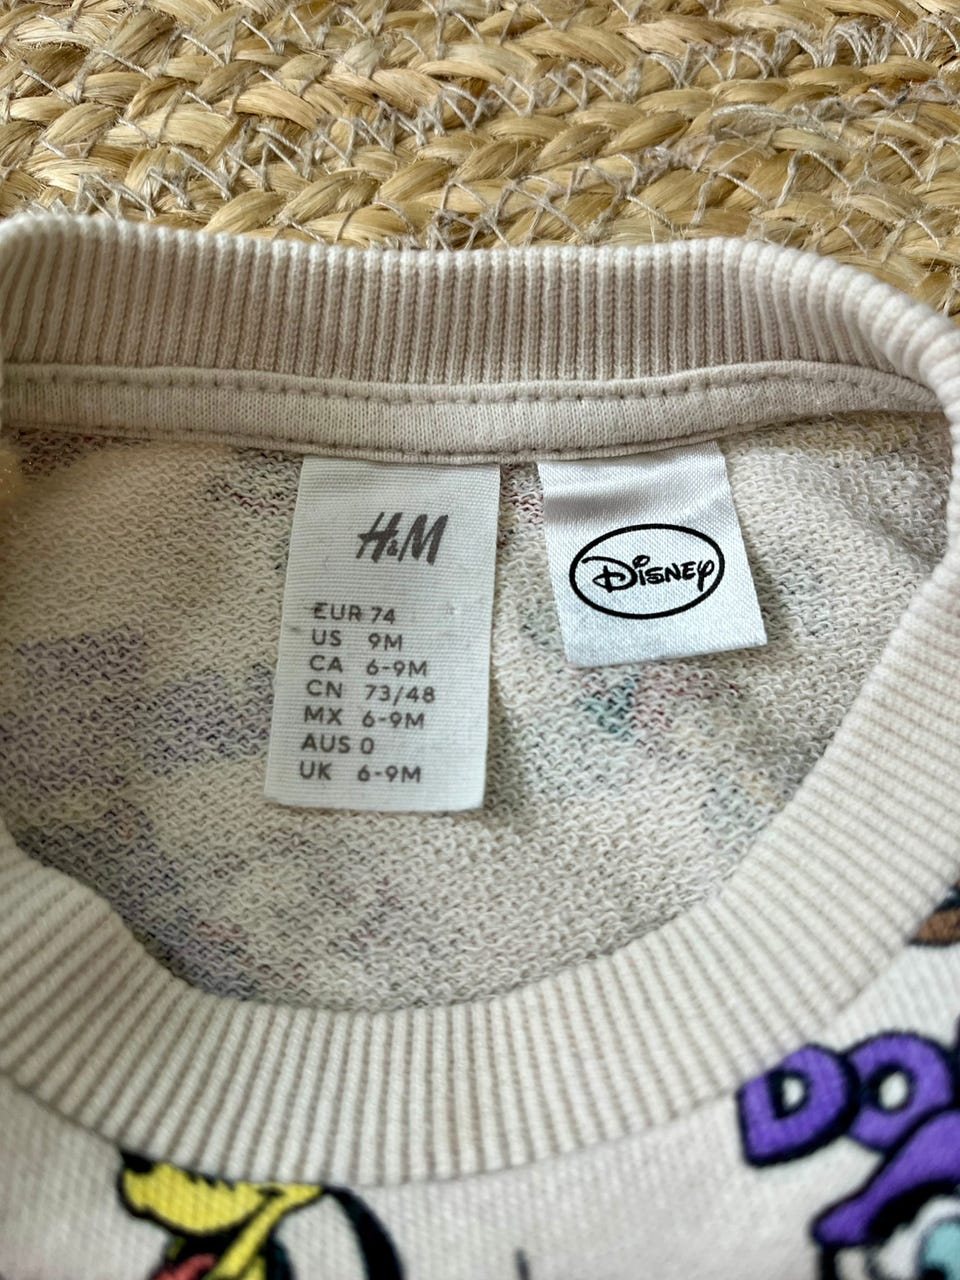 H&M
EUR 74
US 9M
CA 6-9M
CN 73/48
MX 6-9M
AUS 0
UK 6-9M
Disney
DO